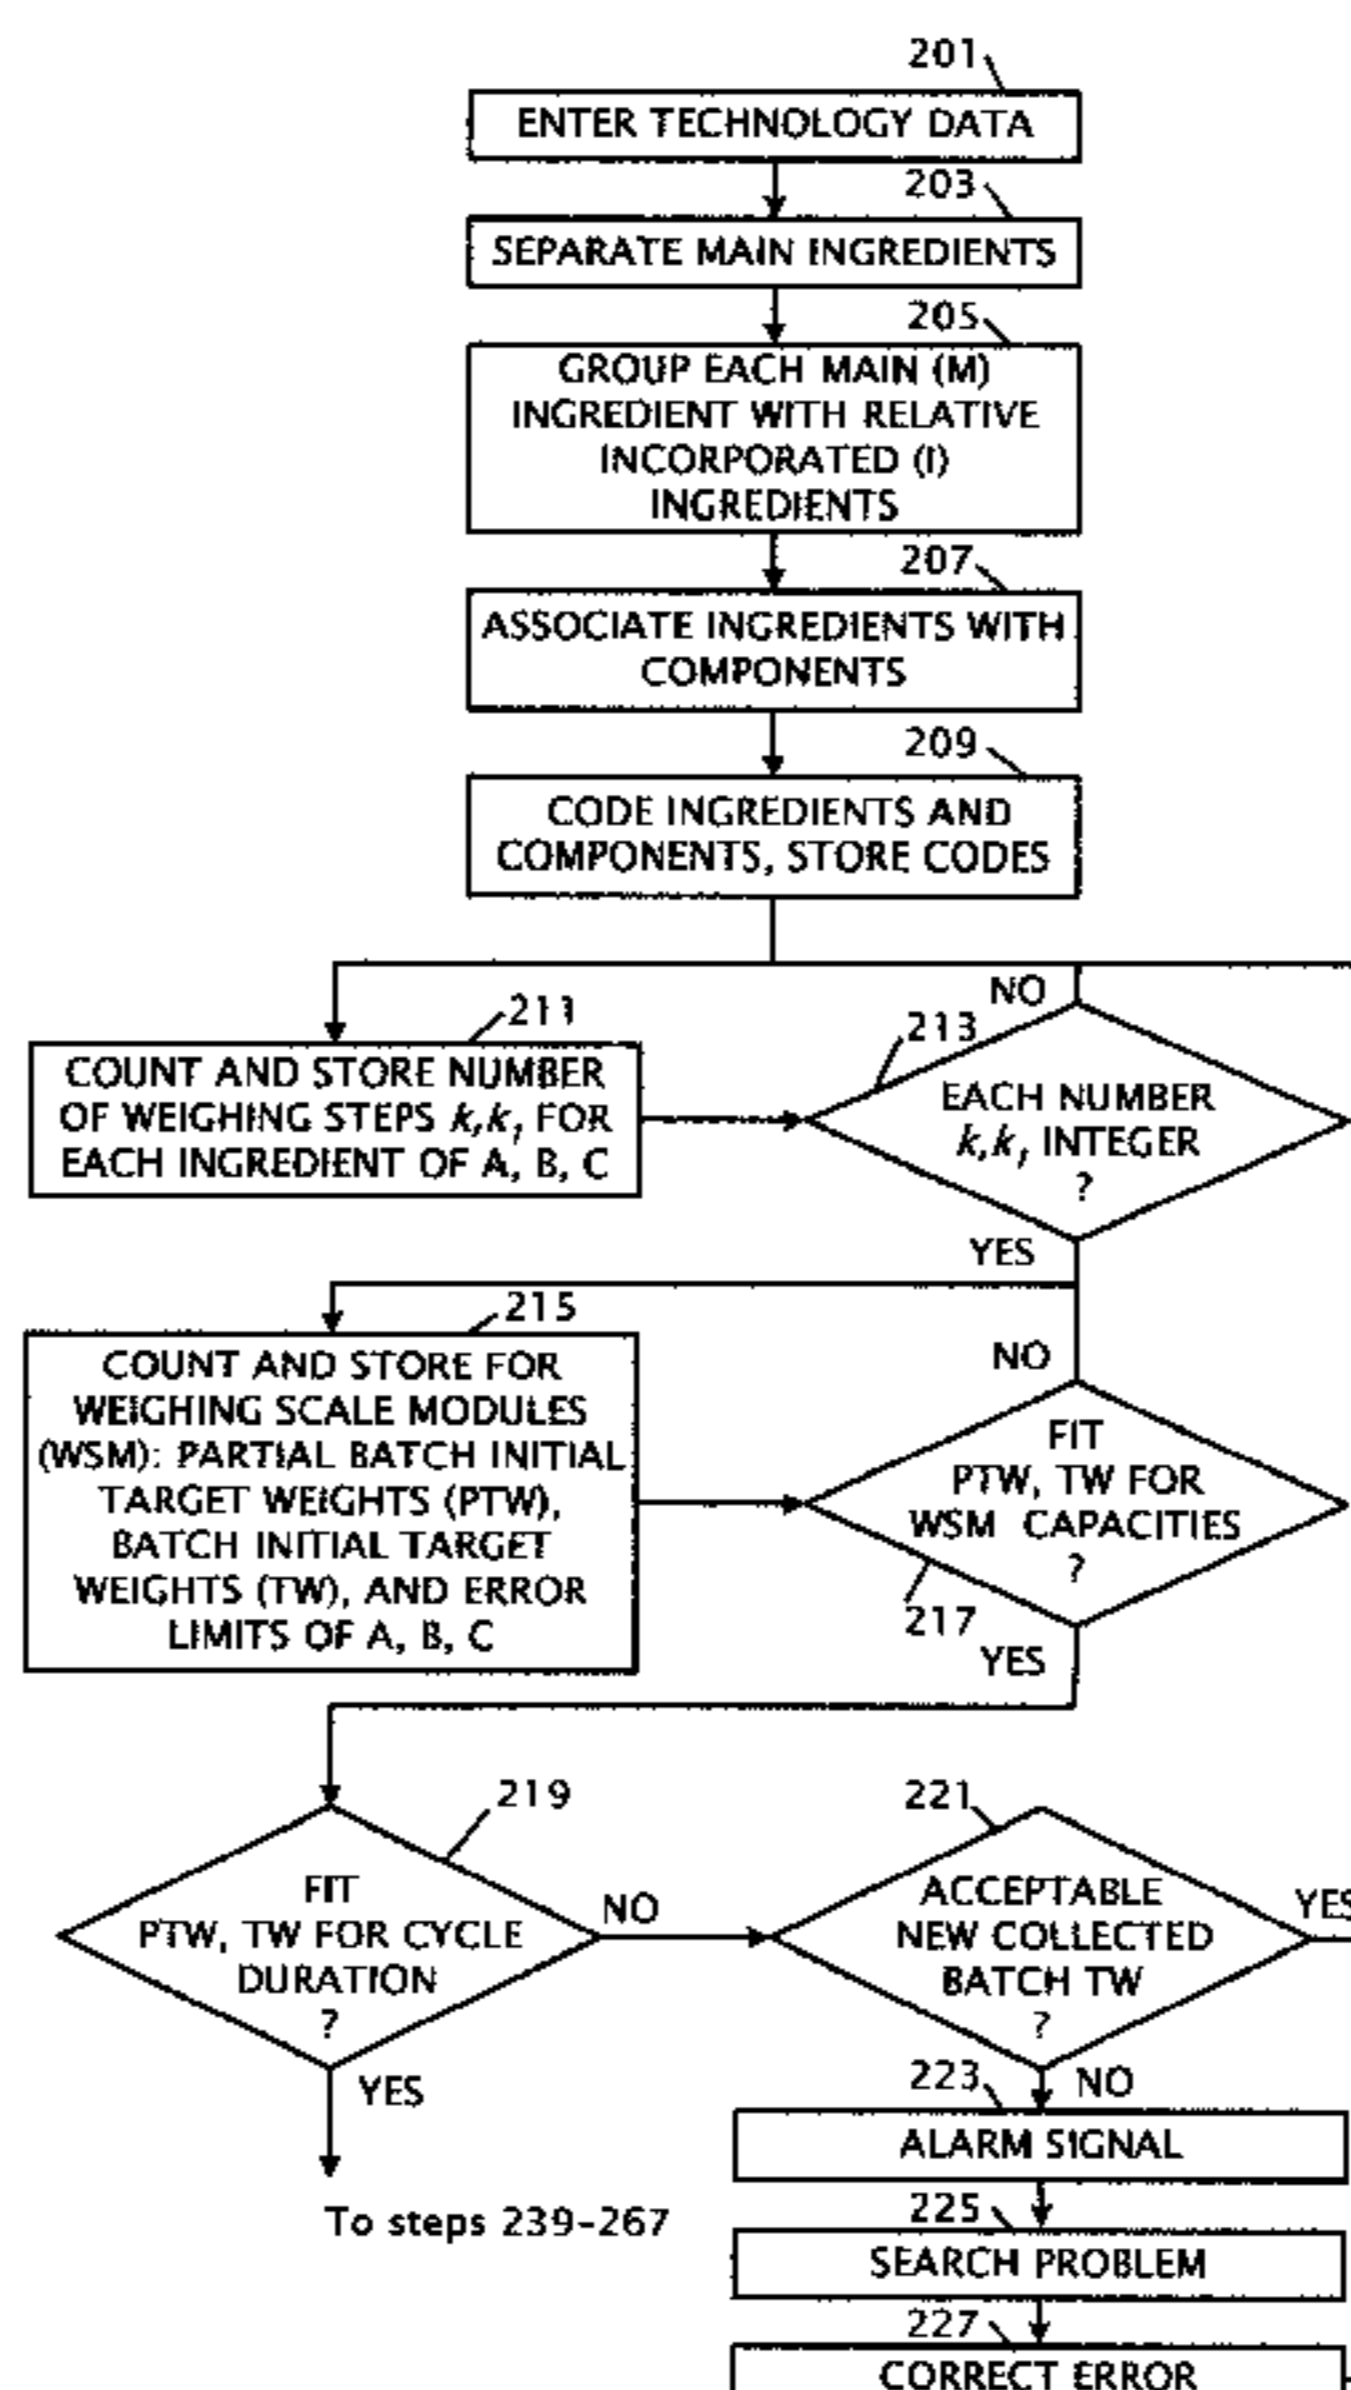 201
ENTER TECHNOLOGY DATA
203
SEPARATE MAIN INGREDIENTS
205
GROUP EACH MAIN (M)
INGREDIENT WITH RELATIVE
INCORPORATED (I)
INGREDIENTS
207
ASSOCIATE INGREDIENTS WITH
COMPONENTS
209
CODE INGREDIENTS AND
COMPONENTS, STORE CODES
211
COUNT AND STORE NUMBER
OF WEIGHING STEPS k,k₁ FOR
EACH INGREDIENT OF A, B, C
NO
213
EACH NUMBER
k,k₁ INTEGER
?
YES
215
COUNT AND STORE FOR
WEIGHING SCALE MODULES
(WSM): PARTIAL BATCH INITIAL
TARGET WEIGHTS (PTW),
BATCH INITIAL TARGET
WEIGHTS (TW), AND ERROR
LIMITS OF A, B, C
NO
FIT
PTW, TW FOR
WSM CAPACITIES
?
217
YES
219
FIT
PTW, TW FOR CYCLE
DURATION
?
NO
YES
To steps 239-267
221
ACCEPTABLE
NEW COLLECTED
BATCH TW
?
YES
NO
223
ALARM SIGNAL
225
SEARCH PROBLEM
227
CORRECT ERROR